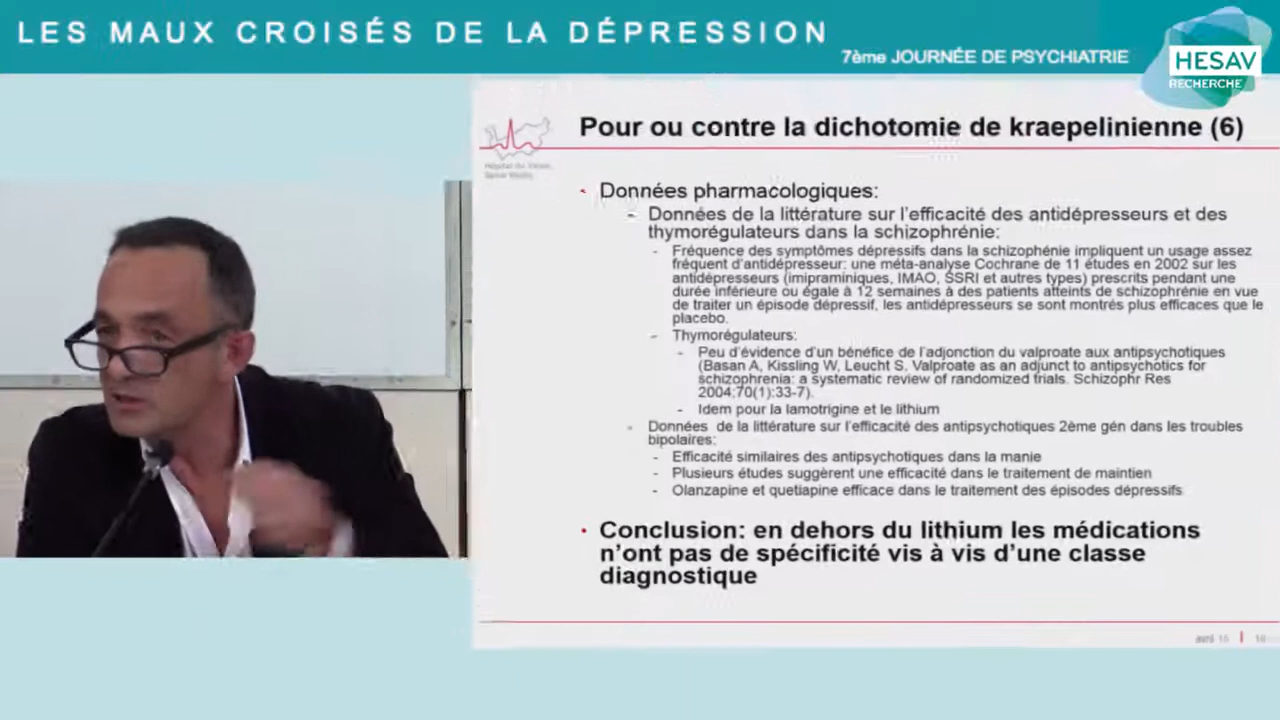 LES MAUX CROISÉS DE LA DÉPRESSION
7ème JOURNÉE DE PSYCHIATRIE
HESAV
RECHERCHE
Pour ou contre la dichotomie de kraepelinienne (6)
· Données pharmacologiques:
- Données de la littérature sur l'efficacité des antidépresseurs et des
thymorégulateurs dans la schizophrénie:
- Fréquence des symptômes dépressifs dans la schizophénie impliquent un usage assez
fréquent d'antidépresseur: une méta-analyse Cochrane de 11 études en 2002 sur les
antidépresseurs (imipraminiques, IMAO, SSRI et autres types) prescrits pendant une
durée inférieure ou égale à 12 semaines à des patients atteints de schizophrénie en vue
de traiter un épisode dépressif, les antidépresseurs se sont montrés plus efficaces que le
placebo.
- Thymorégulateurs:
- Peu d'évidence d'un bénéfice de l'adjonction du valproate aux antipsychotiques
(Basan A, Kissling W, Leucht S. Valproate as an adjunct to antipsychotics for
schizophrenia: a systematic review of randomized trials. Schizophr Res
2004;70(1):33-7).
- Idem pour la lamotrigine et le lithium
- Données de la littérature sur l'efficacité des antipsychotiques 2ème gén dans les troubles
bipolaires:
- Efficacité similaires des antipsychotiques dans la manie
- Plusieurs études suggèrent une efficacité dans le traitement de maintien
- Olanzapine et quetiapine efficace dans le traitement des épisodes dépressifs
· Conclusion: en dehors du lithium les médications
n'ont pas de spécificité vis à vis d'une classe
diagnostique
avril 15